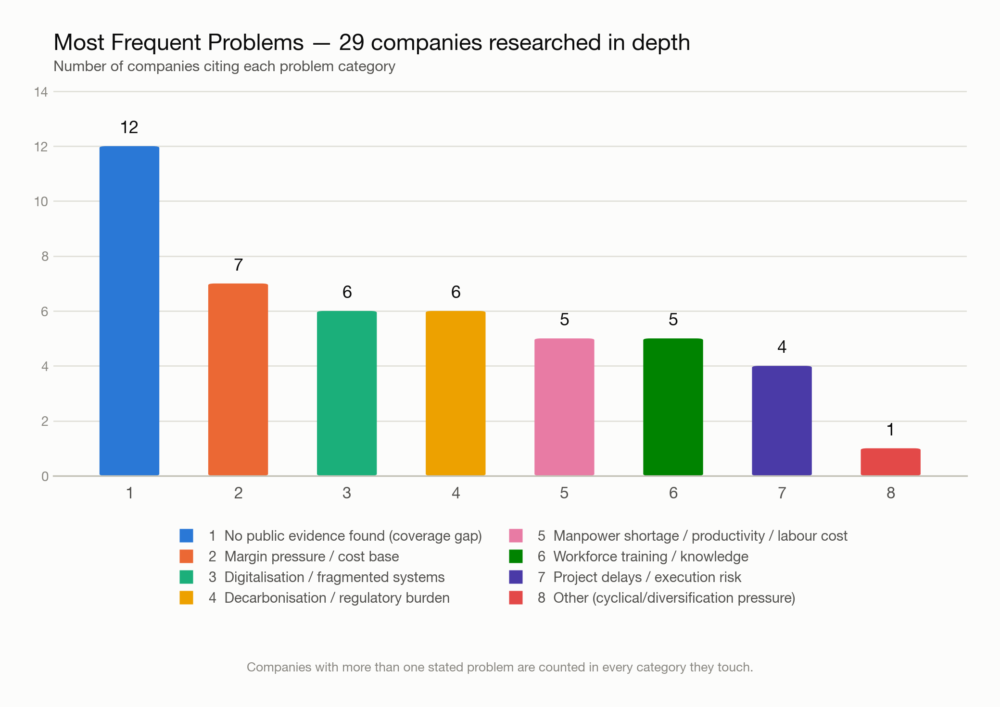 Most Frequent Problems — 29 companies researched in depth
Number of companies citing each problem category
14
12
10
8
6
4
2
0
12
7
6
6
5
5
4
1
1
2
3
4
5
6
7
8
1 No public evidence found (coverage gap)
2 Margin pressure / cost base
3 Digitalisation / fragmented systems
4 Decarbonisation / regulatory burden
5 Manpower shortage / productivity / labour cost
6 Workforce training / knowledge
7 Project delays / execution risk
8 Other (cyclical/diversification pressure)
Companies with more than one stated problem are counted in every category they touch.